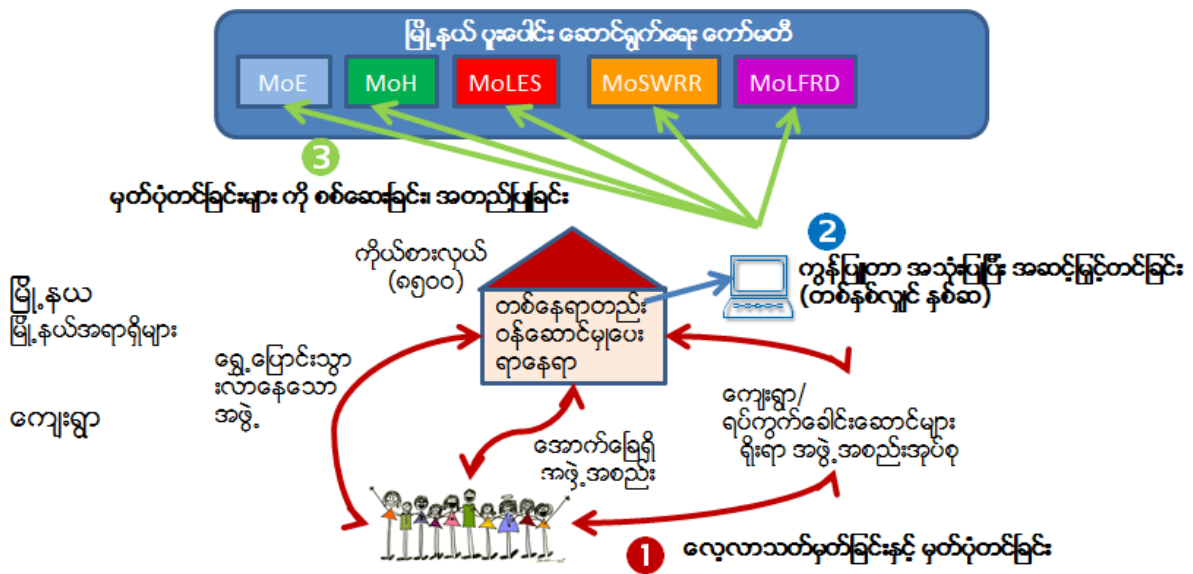 မြို့နယ် ပူးပေါင်း ဆောင်ရွက်ရေး ကော်မတီ
MoE MoH MoLES MoSWRR MoLFRD
3
မှတ်ပုံတင်ခြင်းများ ကို စစ်ဆေးခြင်း၊ အတည်ပြုခြင်း
2
ကွန်ပြူတာ အသုံးပြုပြီး အဆင့်မြှင့်တင်ခြင်း
(တစ်နှစ်လျှင် နှစ်ဆ)
ကိုယ်စားလှယ်
(၈၅၀၀)
တစ်နေရာတည်း
ဝန်ဆောင်မှုပေး
ရာနေရာ
မြို့နယ
မြို့နယ်အရာရှိများ
ရွှေ့ပြောင်းသွာ
းလာနေသော
အဖွဲ့
ကျေးရွာ
ကျေးရွာ/
ရပ်ကွက်ခေါင်းဆောင်များ
ရိုးရာ အဖွဲ့အစည်းအုပ်စု
အောက်ခြေရှိ
အဖွဲ့အစည်း
1
လေ့လာသတ်မှတ်ခြင်းနှင့် မှတ်ပုံတင်ခြင်း